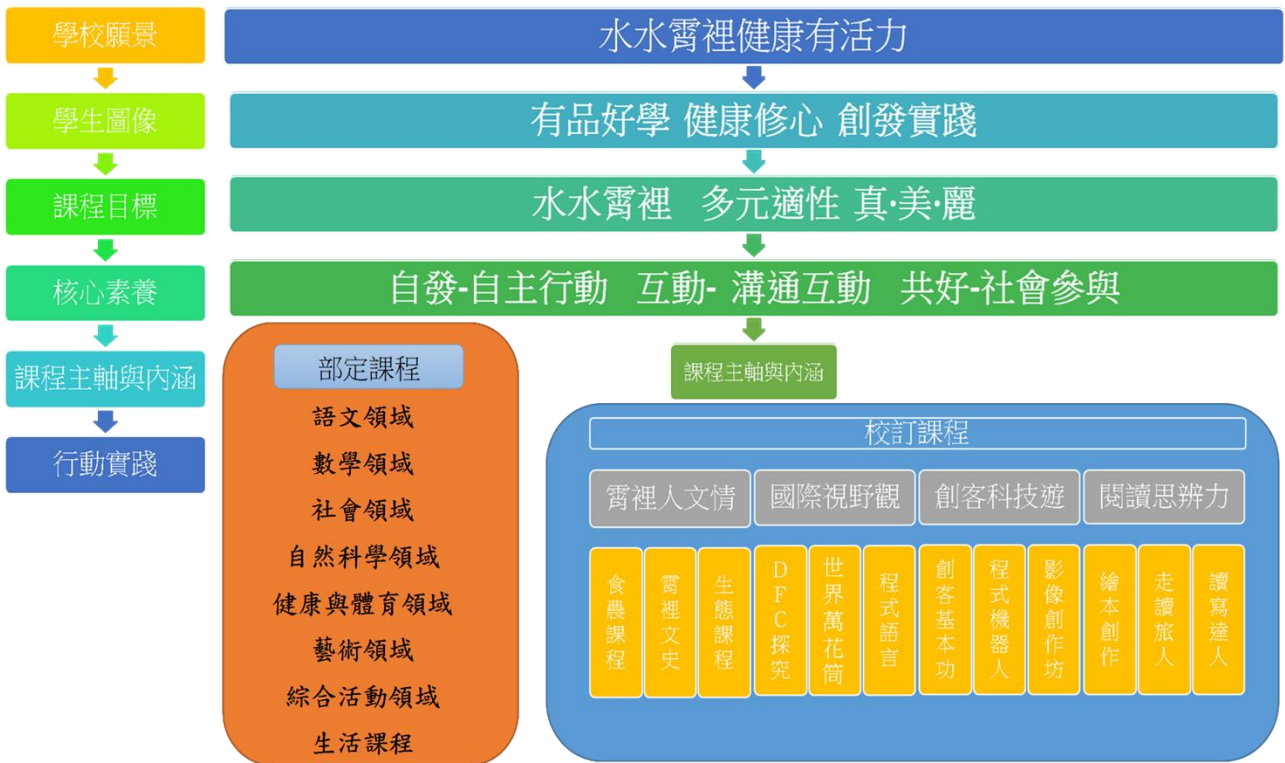 學校願景
水水霄裡健康有活力
學生圖像
有品好學 健康修心 創發實踐
課程目標
水水霄裡 多元適性 真·美·麗
核心素養
自發-自主行動 互動- 溝通互動 共好-社會參與
課程主軸與內涵
行動實踐
部定課程
語文領域
數學領域
社會領域
自然科學領域
健康與體育領域
藝術領域
綜合活動領域
生活課程
課程主軸與內涵
校訂課程
霄裡人文情
國際視野觀
創客科技遊
閱讀思辨力
食農課程
霄裡文史
生態課程
DFC探究
世界萬花筒
程式語言
創客基本功
程式機器人
影像創作坊
繪本創作
走讀旅人
讀寫達人